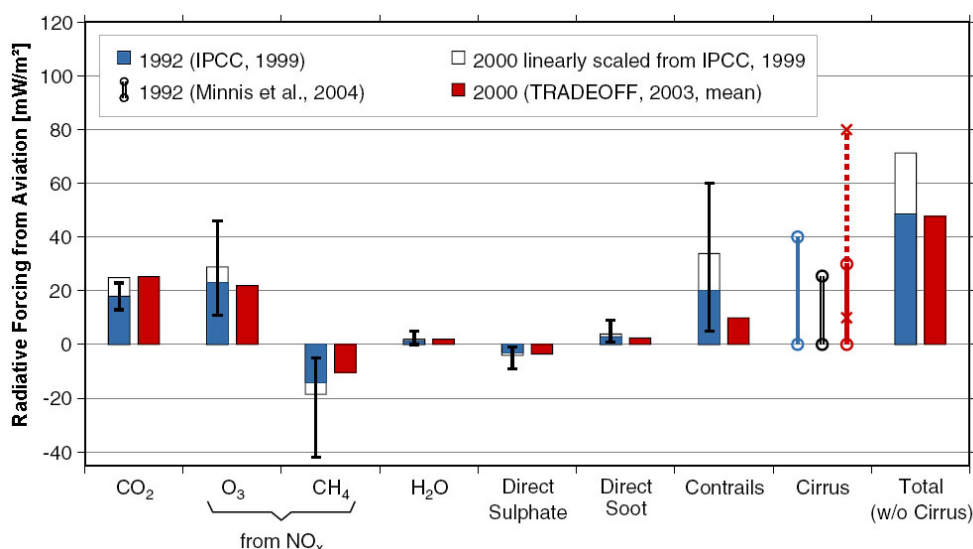 Radiative Forcing from Aviation [mW/m²]
120
100
80
60
40
20
0
-20
-40
1992 (IPCC, 1999)
2000 linearly scaled from IPCC, 1999
1992 (Minnis et al., 2004)
2000 (TRADEOFF, 2003, mean)
CO₂
O₃
CH₄
H₂O
Direct
Sulphate
Direct
Soot
Contrails
Cirrus
Total
(w/o Cirrus)
from NOₓ